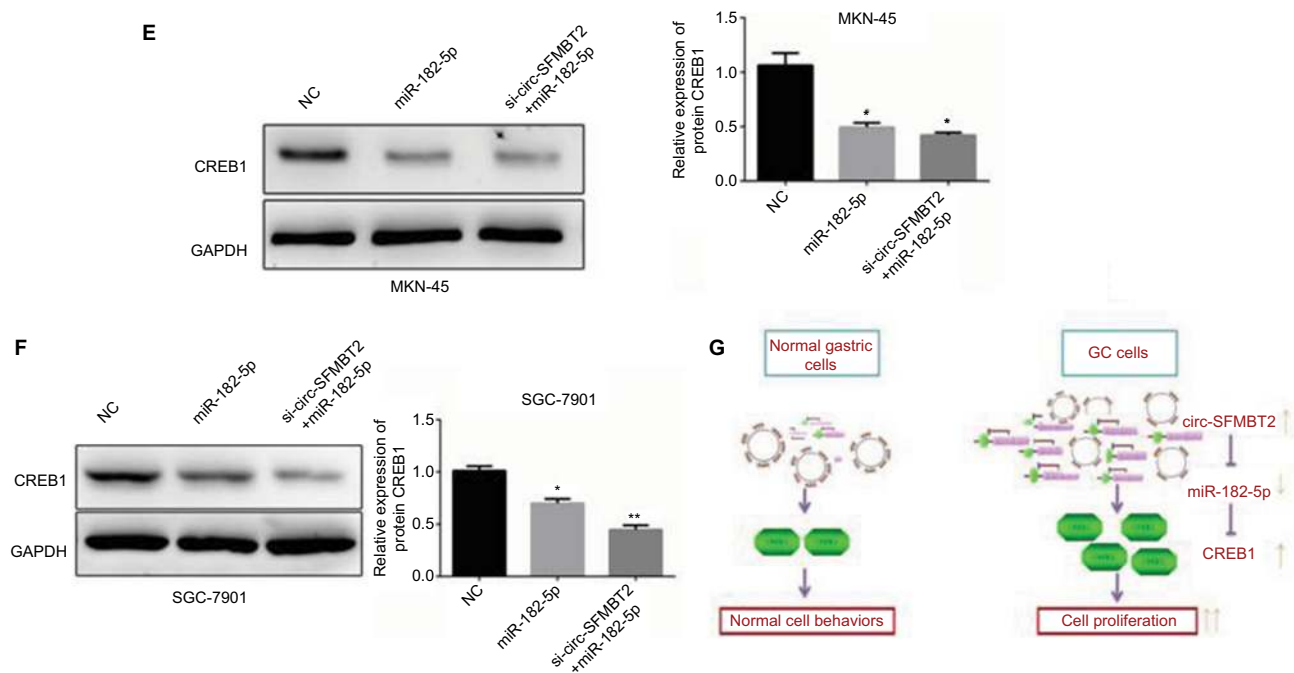 E
NC
miR-182-5p
si-circ-SFMBT2
+miR-182-5p
CREB1
GAPDH
MKN-45
MKN-45
Relative expression of
protein CREB1
1.5
1.0
0.5
0.0
*
*
NC
miR-182-5p
si-circ-SFMBT2
+miR-182-5p
F
NC
miR-182-5p
si-circ-SFMBT2
+miR-182-5p
CREB1
GAPDH
SGC-7901
SGC-7901
Relative expression of
protein CREB1
1.5
1.0
0.5
0.0
*
**
NC
miR-182-5p
si-circ-SFMBT2
+miR-182-5p
G
Normal gastric
cells
Normal cell behaviors
GC cells
circ-SFMBT2
miR-182-5p
CREB1
Cell proliferation